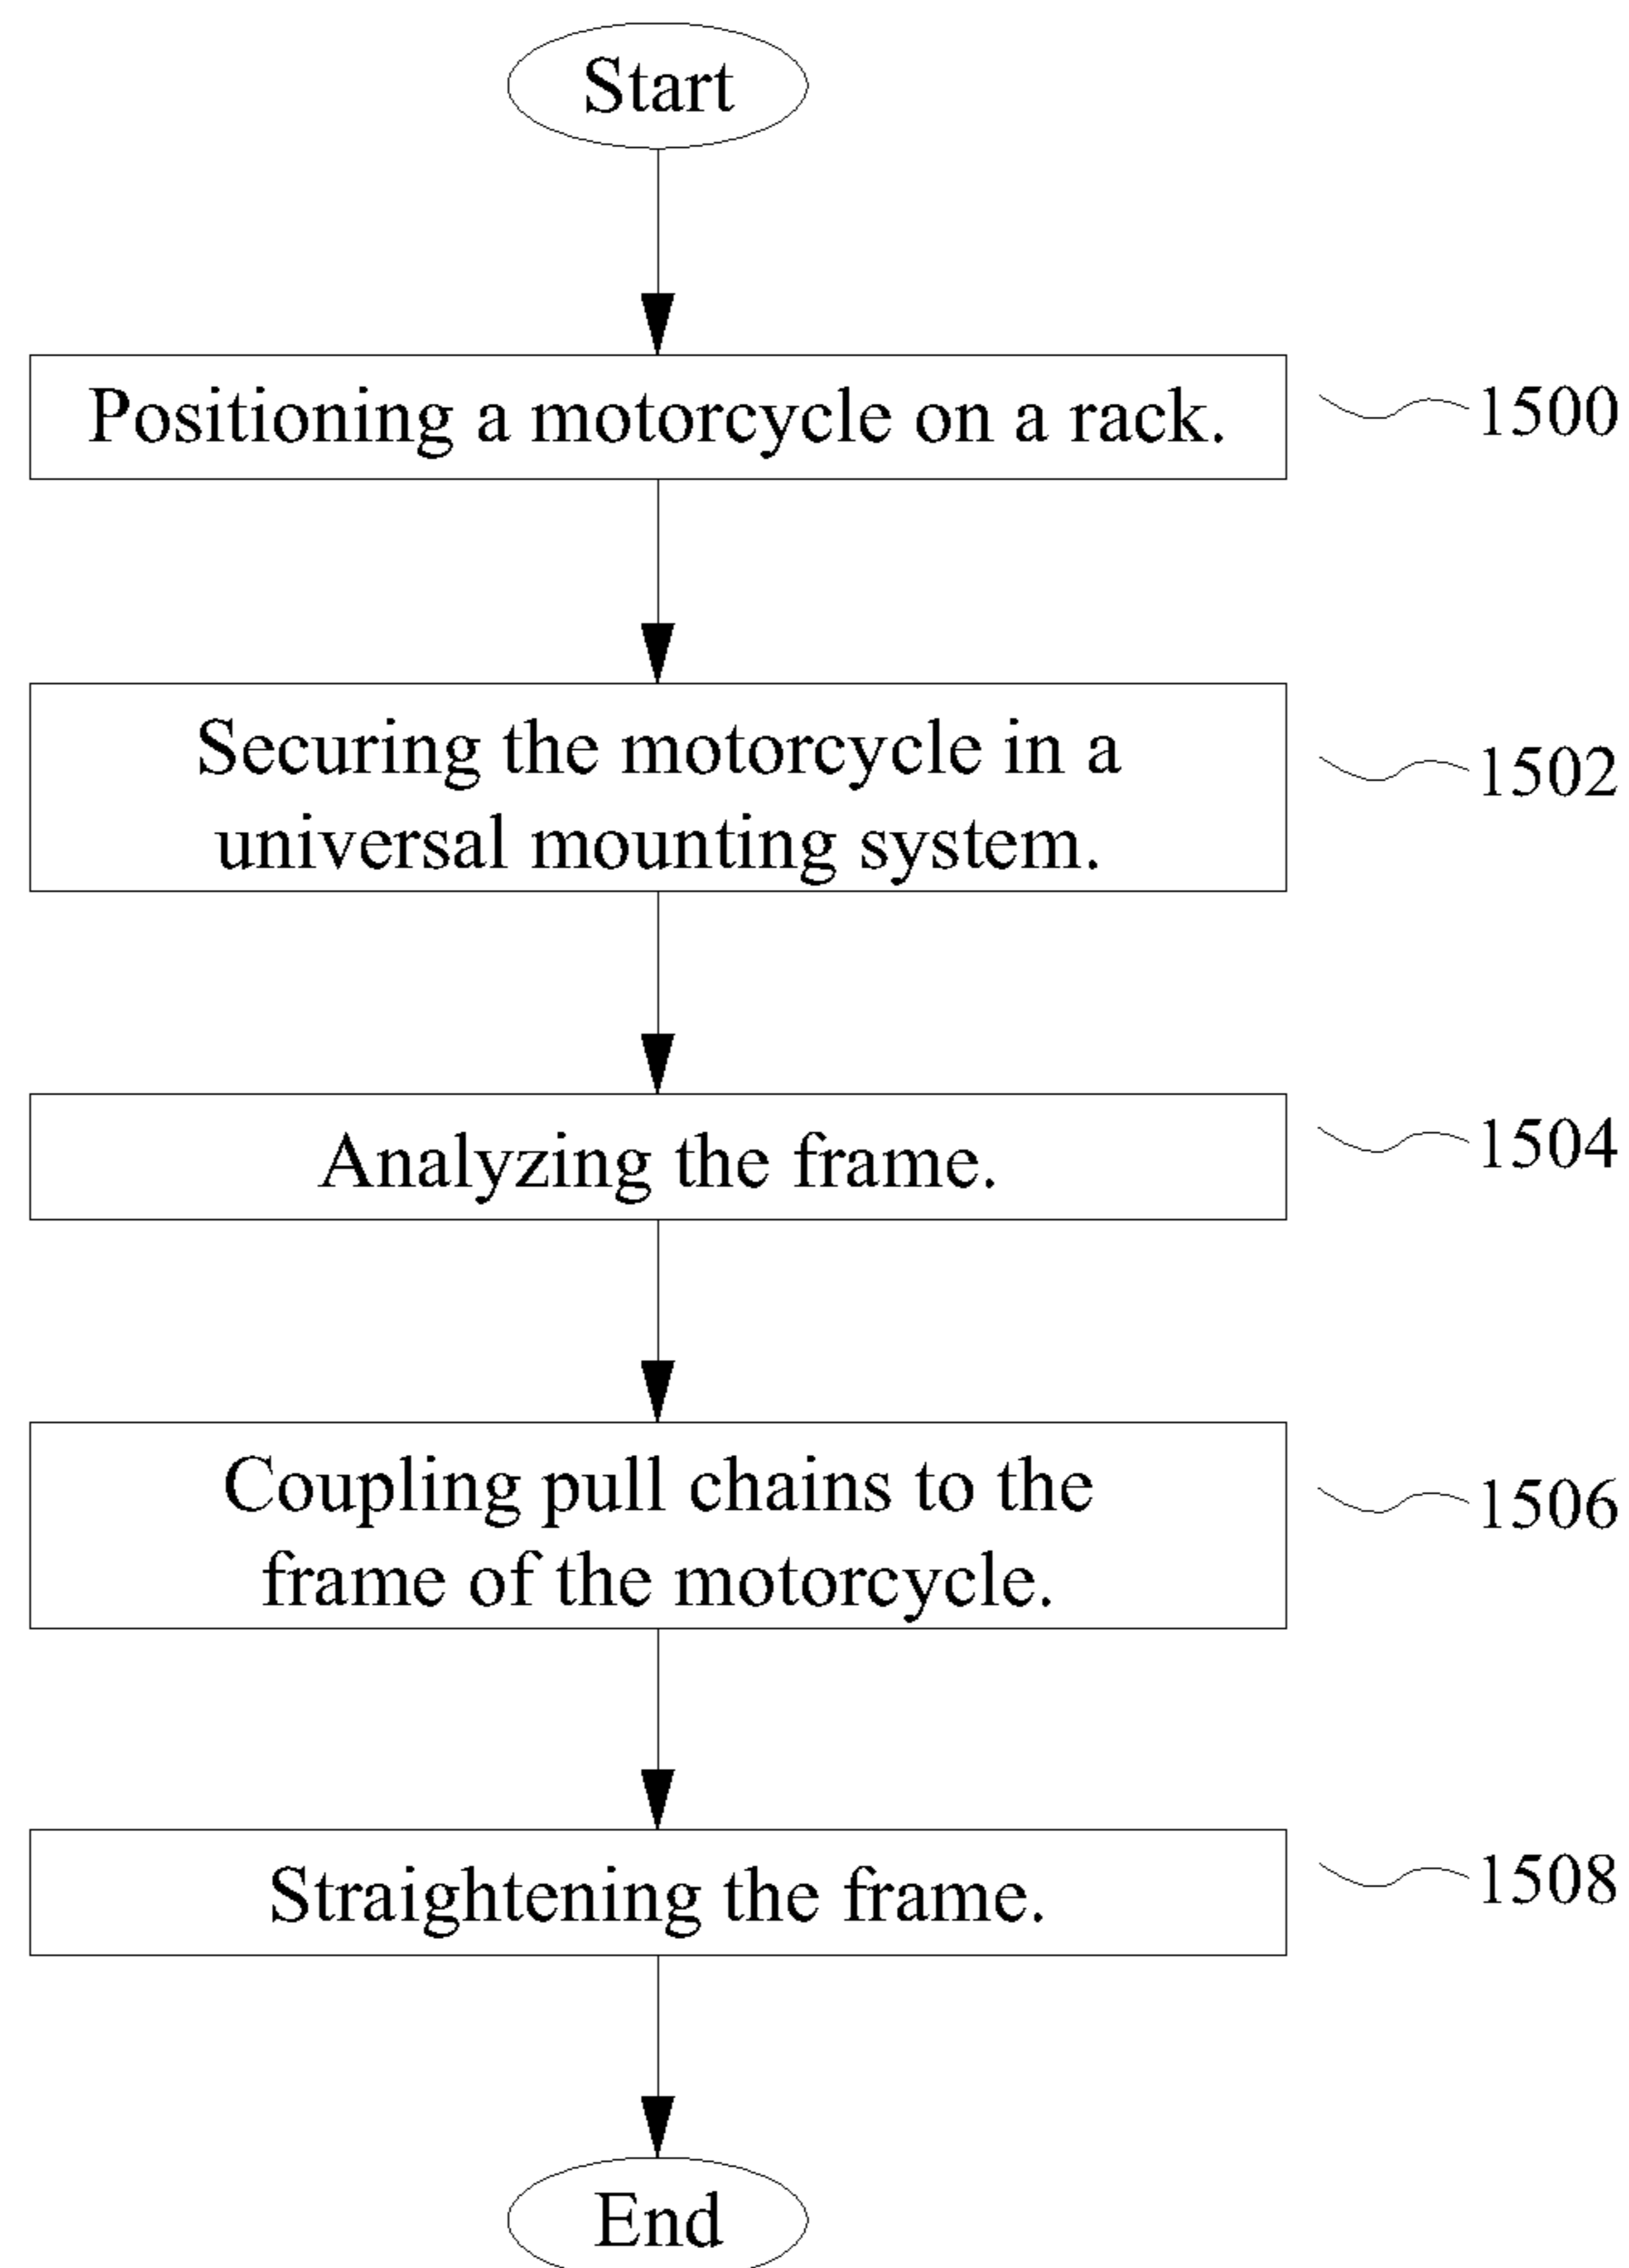 Start
Positioning a motorcycle on a rack.
1500
Securing the motorcycle in a
universal mounting system.
1502
Analyzing the frame.
1504
Coupling pull chains to the
frame of the motorcycle.
1506
Straightening the frame.
1508
End